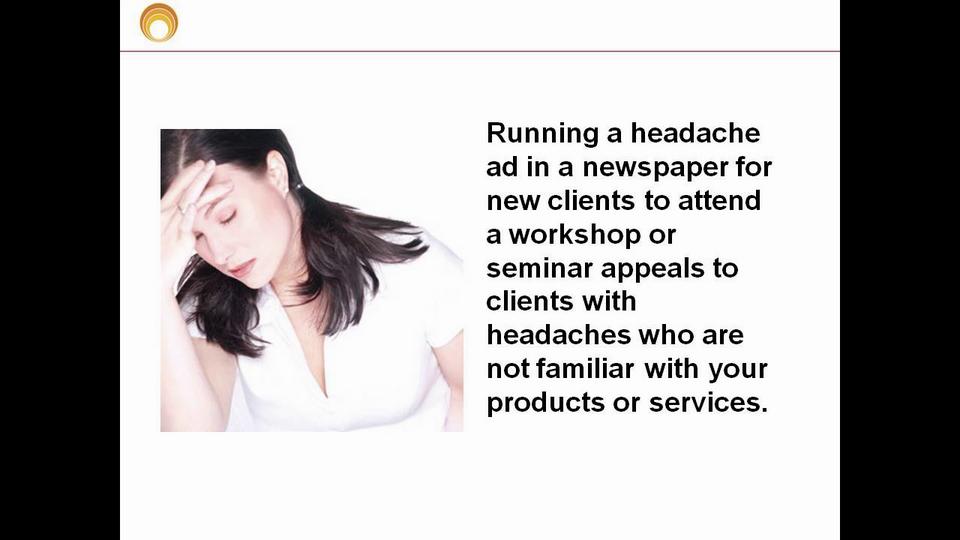 Running a headache
ad in a newspaper for
new clients to attend
a workshop or
seminar appeals to
clients with
headaches who are
not familiar with your
products or services.